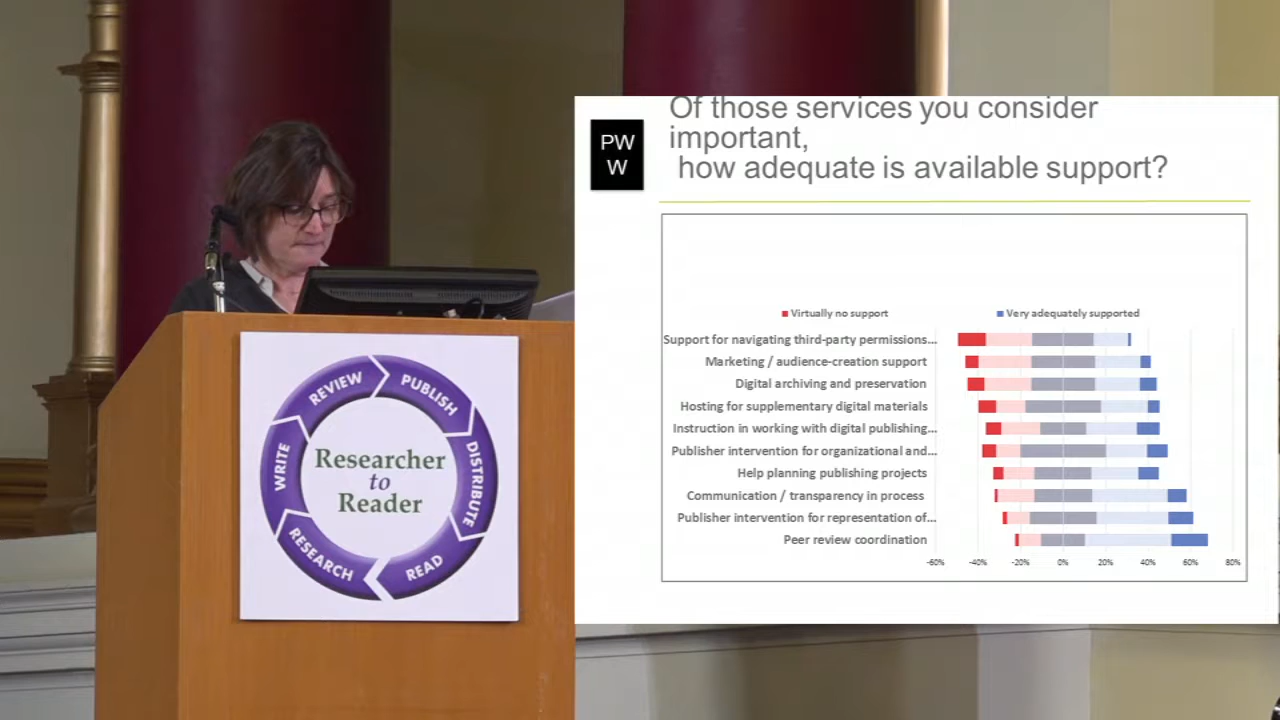 Of those services you consider
important,
how adequate is available support?
PW
W
Virtually no support
Very adequately supported
Support for navigating third-party permissions...
Marketing / audience-creation support
Digital archiving and preservation
Hosting for supplementary digital materials
Instruction in working with digital publishing...
Publisher intervention for organizational and...
Help planning publishing projects
Communication / transparency in process
Publisher intervention for representation of...
Peer review coordination
-60% -40% -20% 0% 20% 40% 60% 80%
REVIEW
PUBLISH
DISTRIBUTE
READ
RESEARCH
WRITE
Researcher
to
Reader